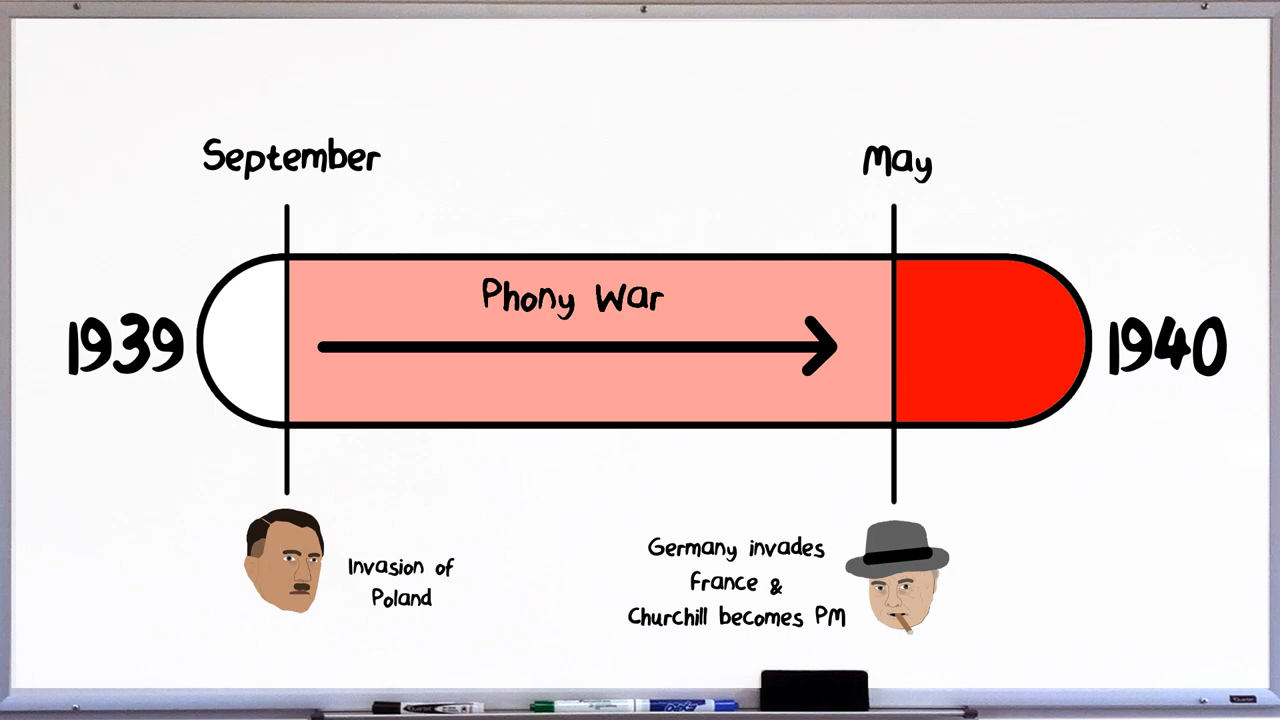 September
May
Phony War
1939
1940
Invasion of
Poland
Germany invades
France &
Churchill becomes PM